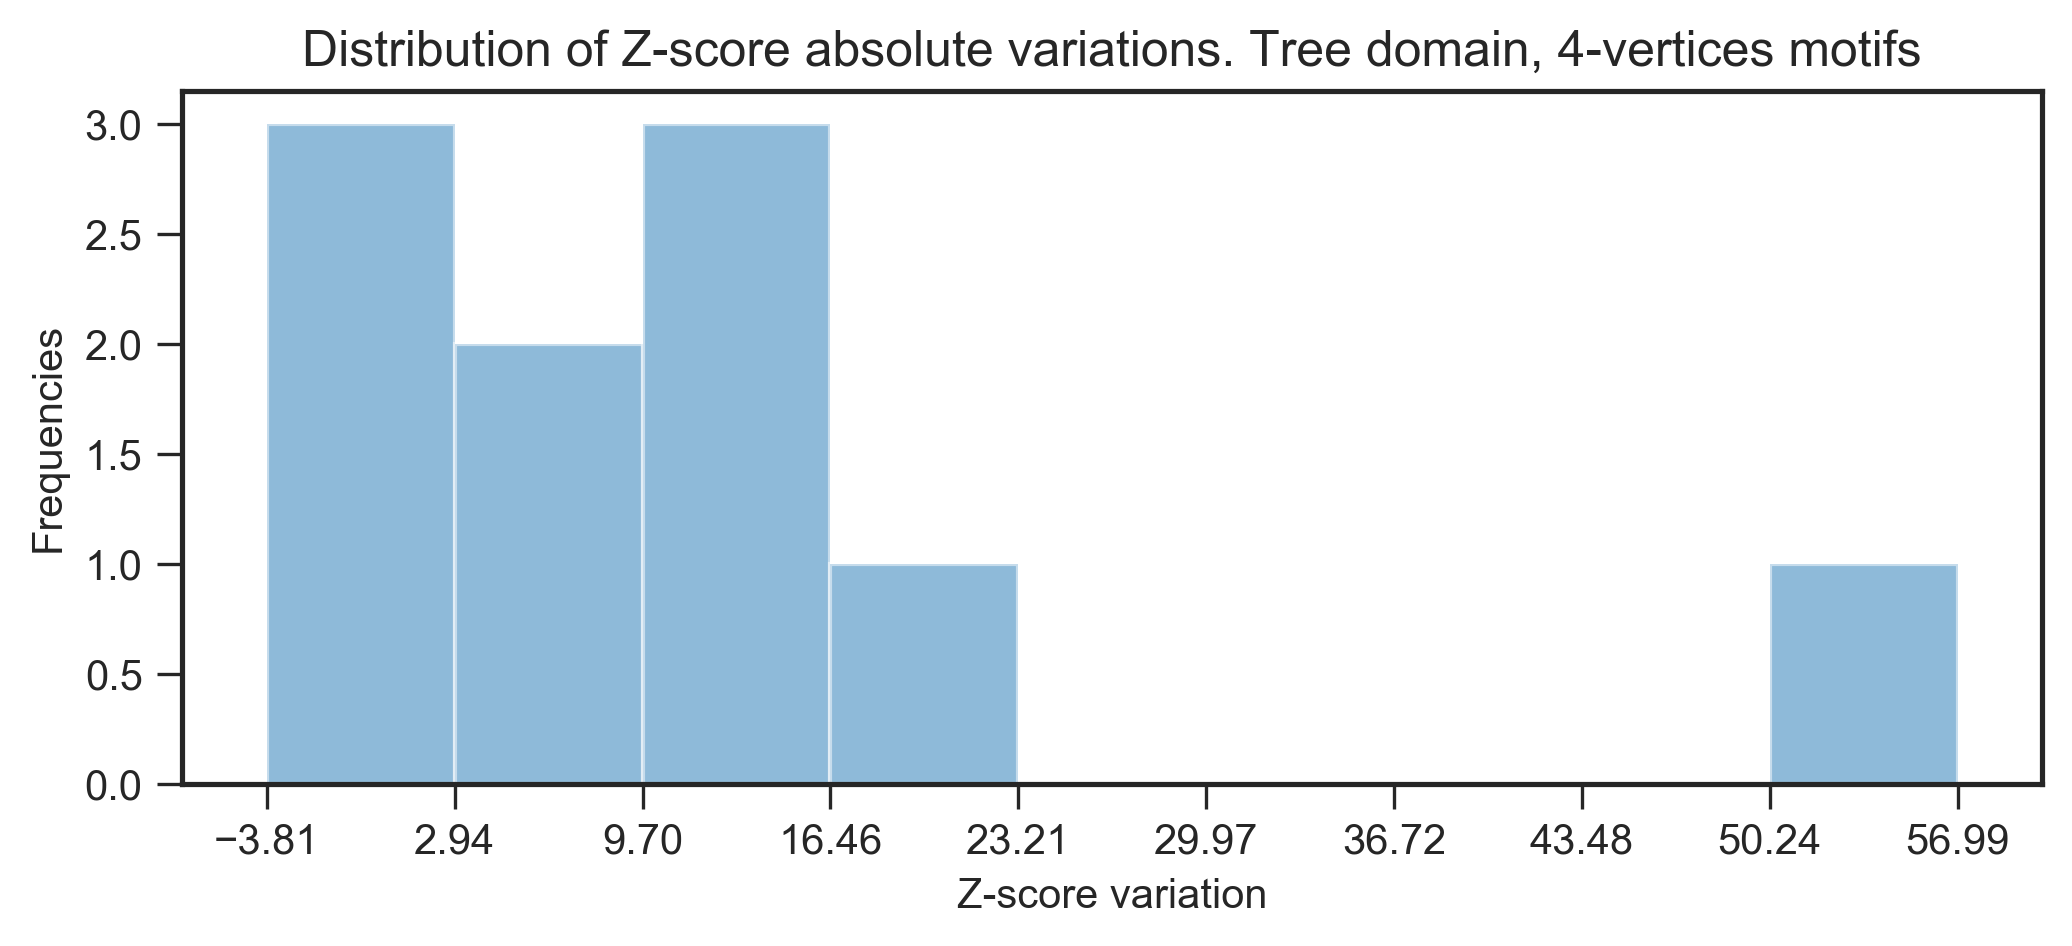 Distribution of Z-score absolute variations. Tree domain, 4-vertices motifs
3.0
2.5
2.0
1.5
1.0
0.5
0.0
Frequencies
−3.81 2.94 9.70 16.46 23.21 29.97 36.72 43.48 50.24 56.99
Z-score variation